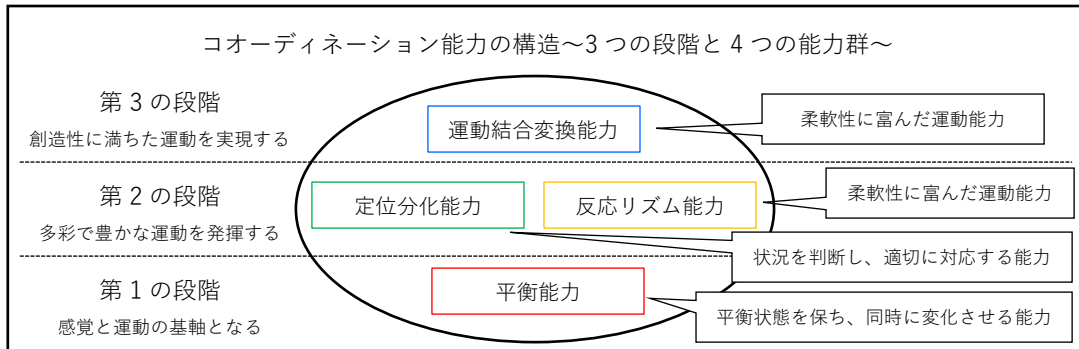 コオーディネーション能力の構造～3つの段階と4つの能力群～
第3の段階
創造性に満ちた運動を実現する
運動結合変換能力
柔軟性に富んだ運動能力
第2の段階
多彩で豊かな運動を発揮する
定位分化能力
反応リズム能力
柔軟性に富んだ運動能力
状況を判断し、適切に対応する能力
第1の段階
感覚と運動の基軸となる
平衡能力
平衡状態を保ち、同時に変化させる能力